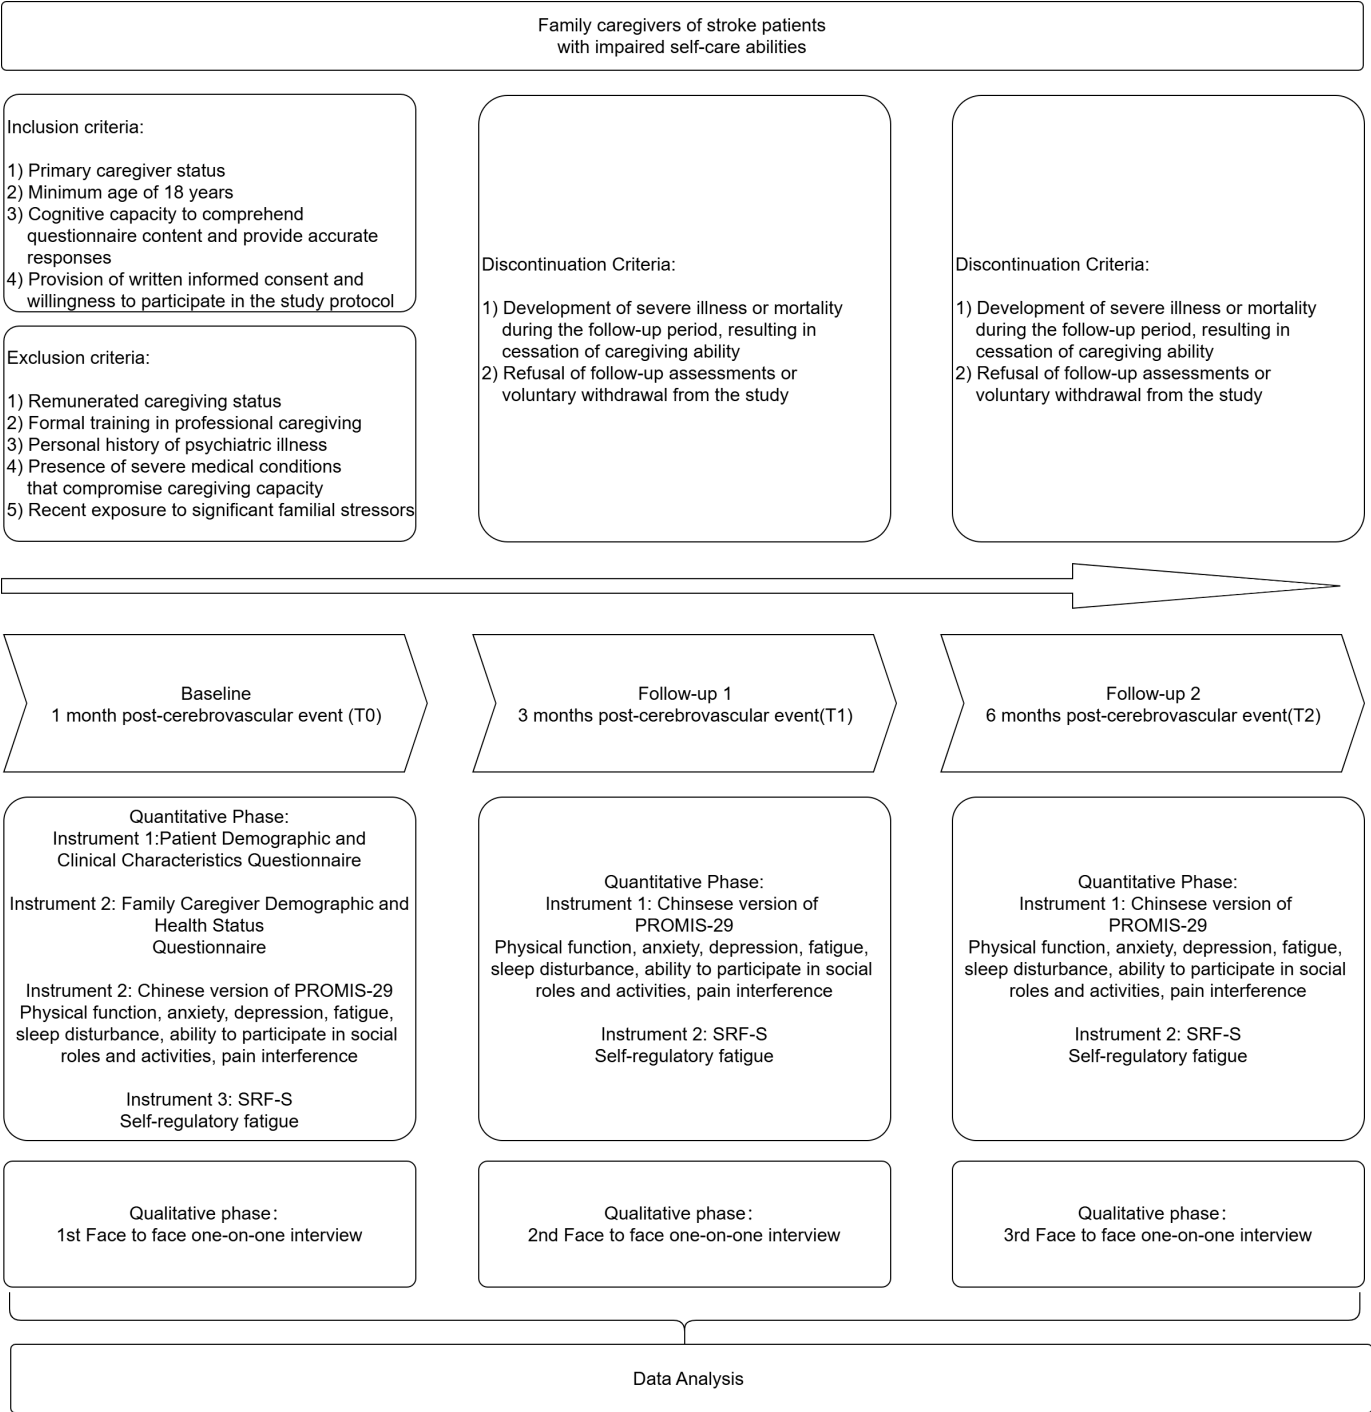 Family caregivers of stroke patients
with impaired self-care abilities
Inclusion criteria:
1) Primary caregiver status
2) Minimum age of 18 years
3) Cognitive capacity to comprehend
questionnaire content and provide accurate
responses
4) Provision of written informed consent and
willingness to participate in the study protocol
Exclusion criteria:
1) Remunerated caregiving status
2) Formal training in professional caregiving
3) Personal history of psychiatric illness
4) Presence of severe medical conditions
that compromise caregiving capacity
5) Recent exposure to significant familial stressors
Discontinuation Criteria:
1) Development of severe illness or mortality
during the follow-up period, resulting in
cessation of caregiving ability
2) Refusal of follow-up assessments or
voluntary withdrawal from the study
Discontinuation Criteria:
1) Development of severe illness or mortality
during the follow-up period, resulting in
cessation of caregiving ability
2) Refusal of follow-up assessments or
voluntary withdrawal from the study
Baseline
1 month post-cerebrovascular event (T0)
Follow-up 1
3 months post-cerebrovascular event(T1)
Follow-up 2
6 months post-cerebrovascular event(T2)
Quantitative Phase:
Instrument 1:Patient Demographic and
Clinical Characteristics Questionnaire
Instrument 2: Family Caregiver Demographic and
Health Status
Questionnaire
Instrument 2: Chinese version of PROMIS-29
Physical function, anxiety, depression, fatigue,
sleep disturbance, ability to participate in social
roles and activities, pain interference
Instrument 3: SRF-S
Self-regulatory fatigue
Quantitative Phase:
Instrument 1: Chinsese version of
PROMIS-29
Physical function, anxiety, depression, fatigue,
sleep disturbance, ability to participate in social
roles and activities, pain interference
Instrument 2: SRF-S
Self-regulatory fatigue
Quantitative Phase:
Instrument 1: Chinsese version of
PROMIS-29
Physical function, anxiety, depression, fatigue,
sleep disturbance, ability to participate in social
roles and activities, pain interference
Instrument 2: SRF-S
Self-regulatory fatigue
Qualitative phase：
1st Face to face one-on-one interview
Qualitative phase：
2nd Face to face one-on-one interview
Qualitative phase：
3rd Face to face one-on-one interview
Data Analysis